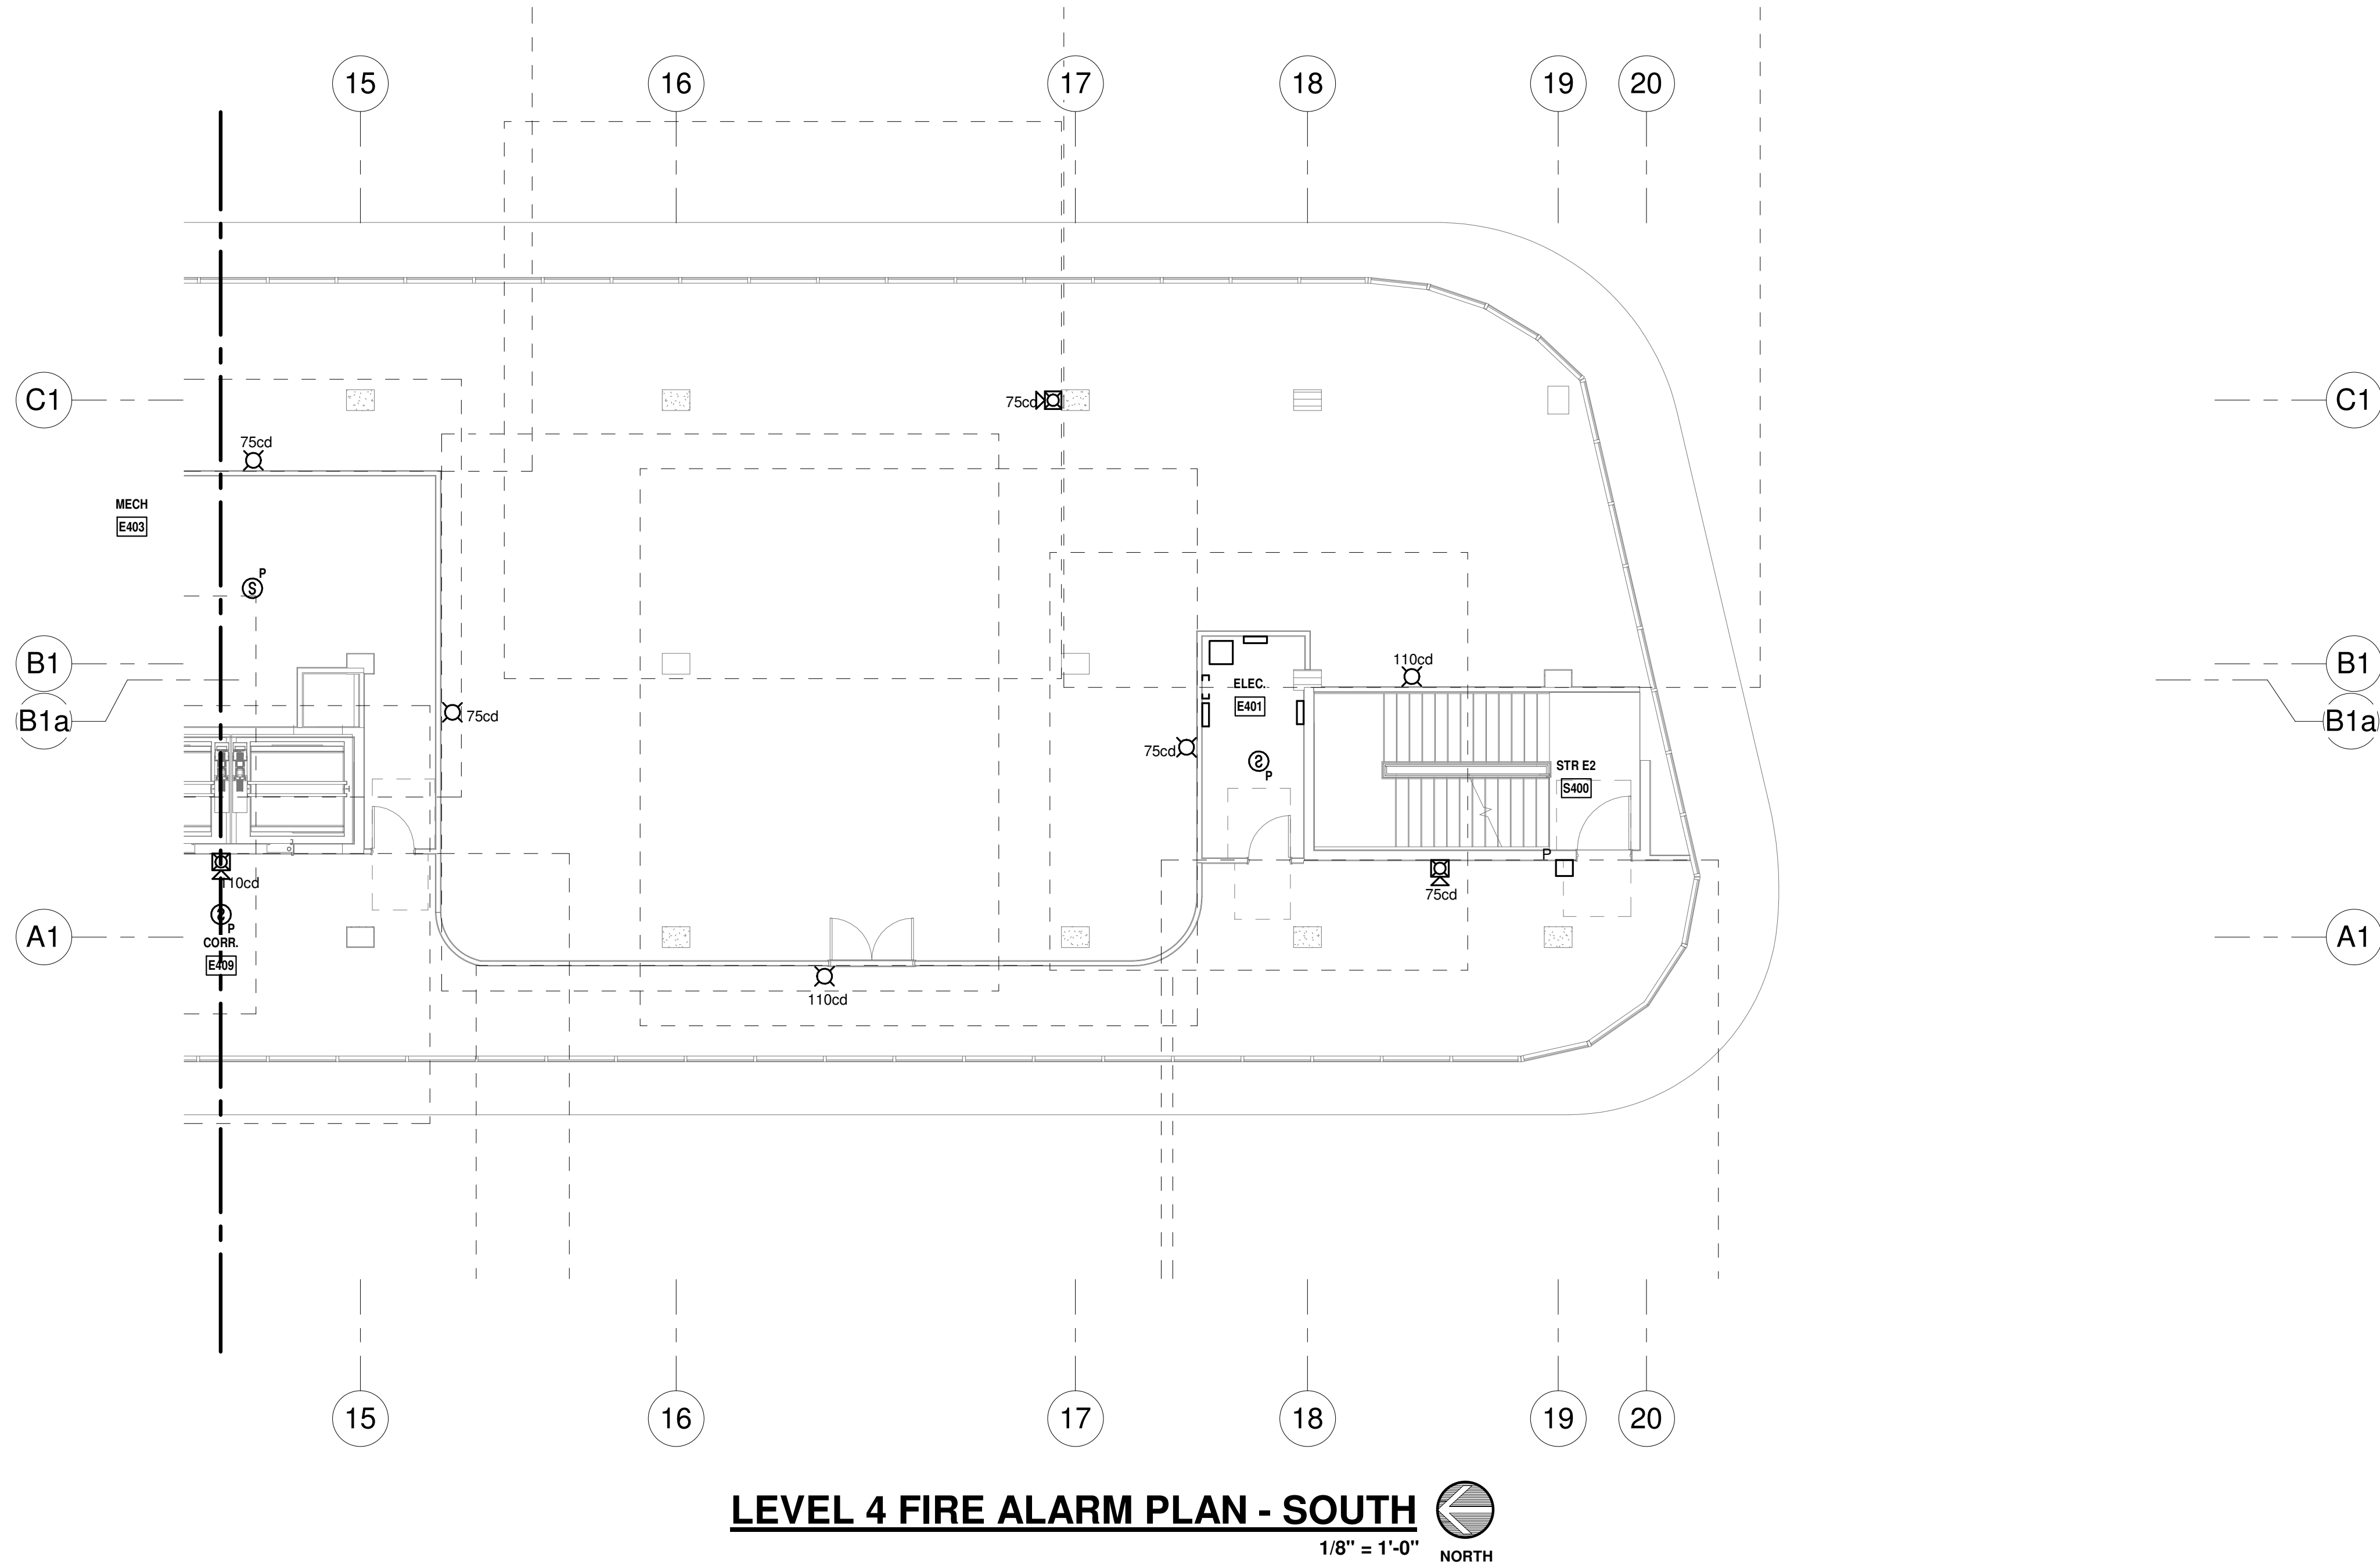 15 16 17 18 19 20
C1 C1
75cd
75cd
MECH
E403
P
S
B1 B1
110cd
ELEC.
E401
B1a B1a
75cd
75cd
S
P
STR E2
S400
P
110cd
75cd
S
P
CORR.
E409
A1 A1
110cd
15 16 17 18 19 20
LEVEL 4 FIRE ALARM PLAN - SOUTH
1/8" = 1'-0"
NORTH